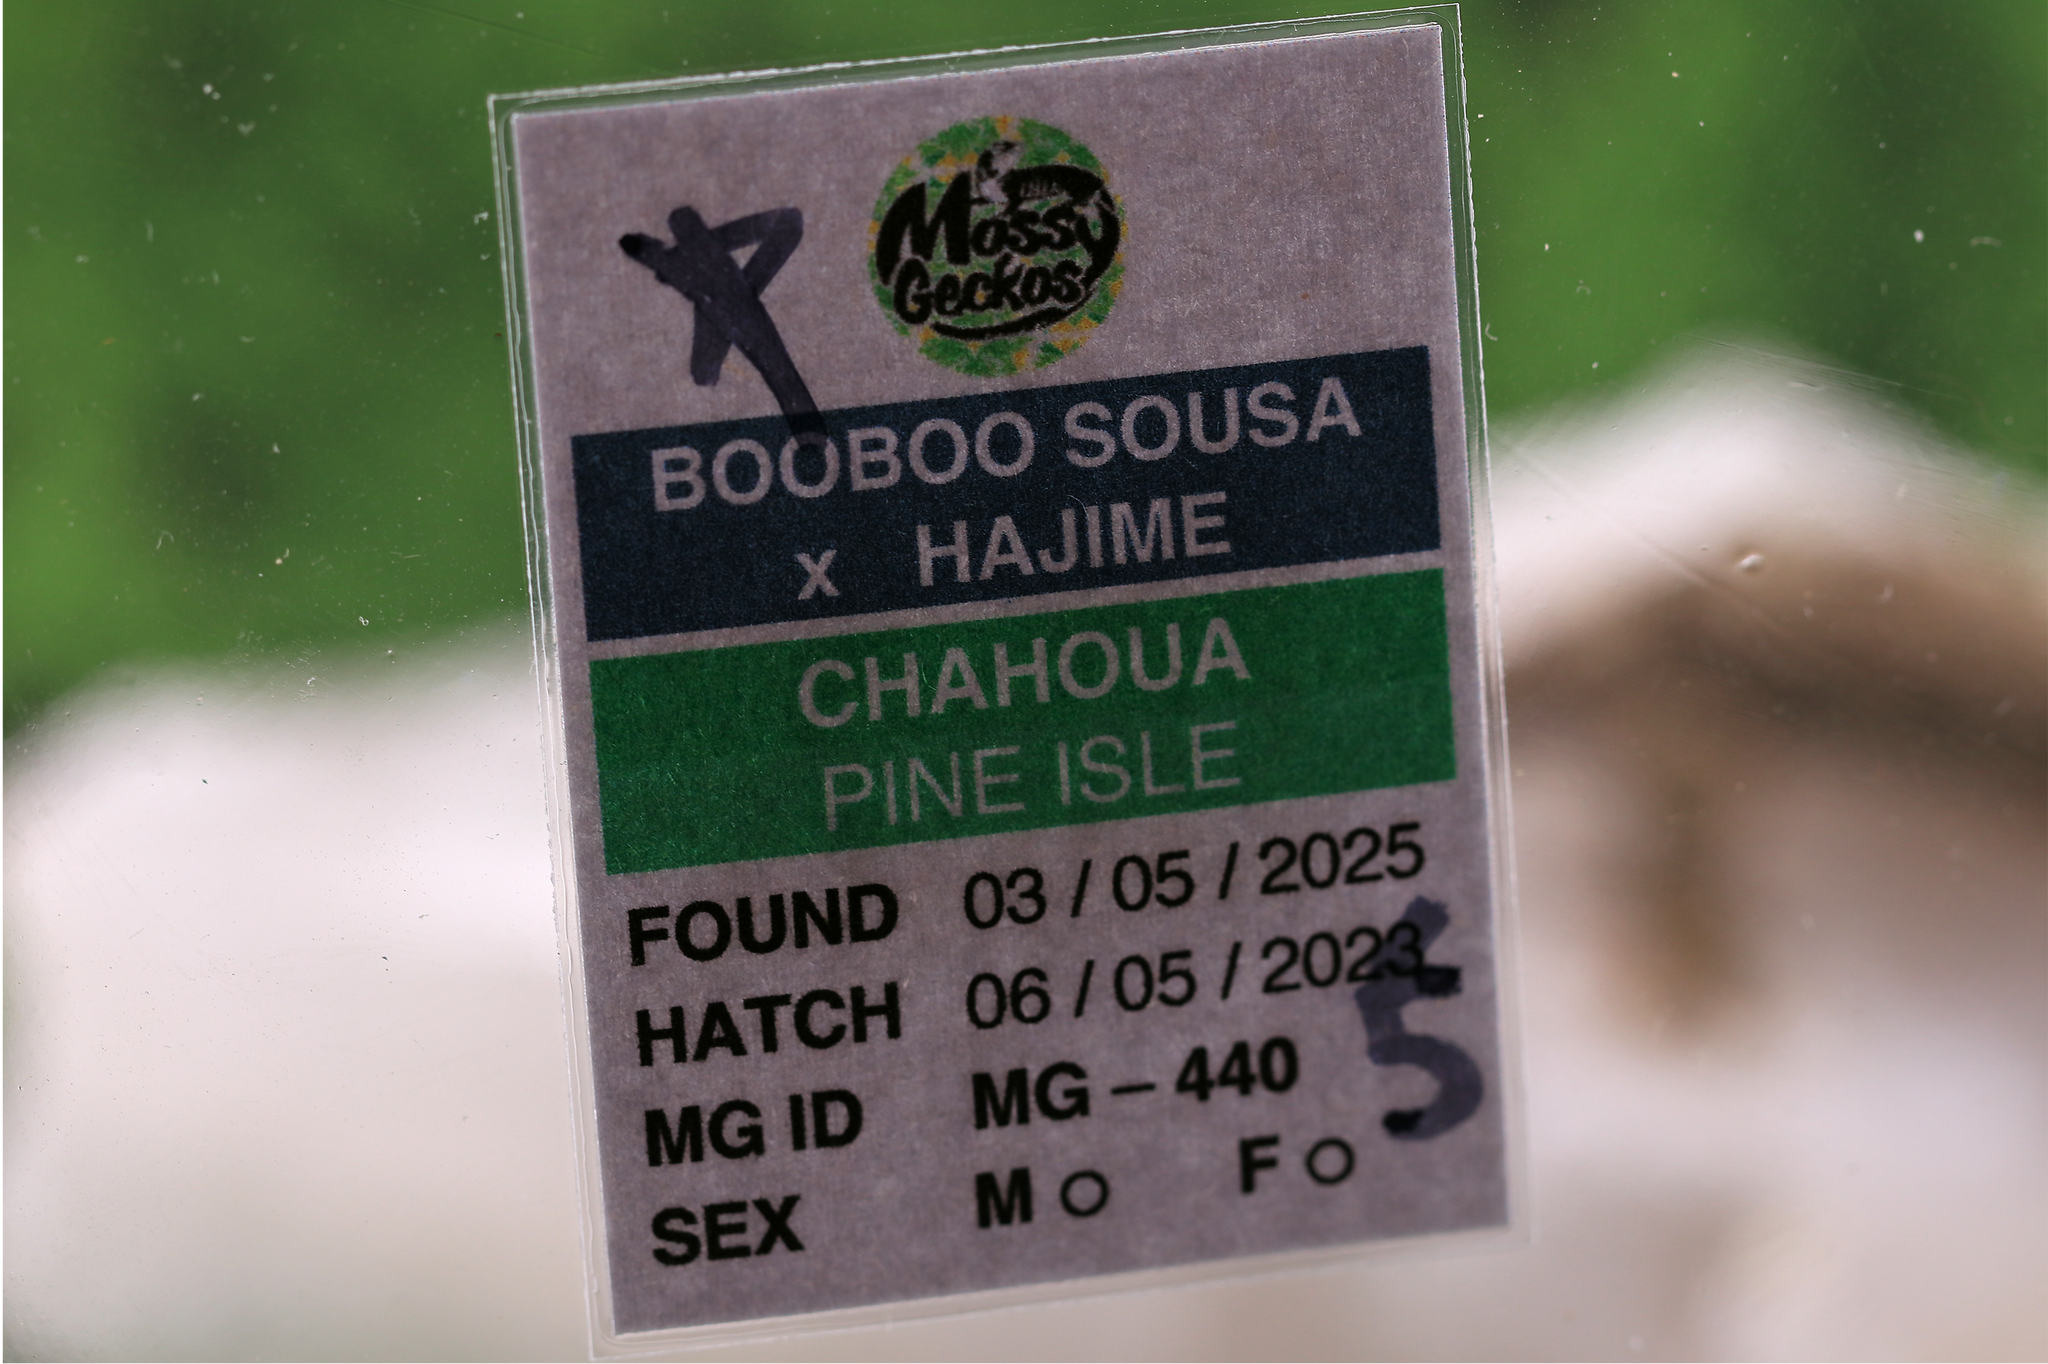 Mossy
Geckos
BOOBOO SOUSA
x HAJIME
CHAHOUA
PINE ISLE
FOUND 03 / 05 / 2025
HATCH 06 / 05 / 2023
5
MG ID MG – 440
SEX M O F O